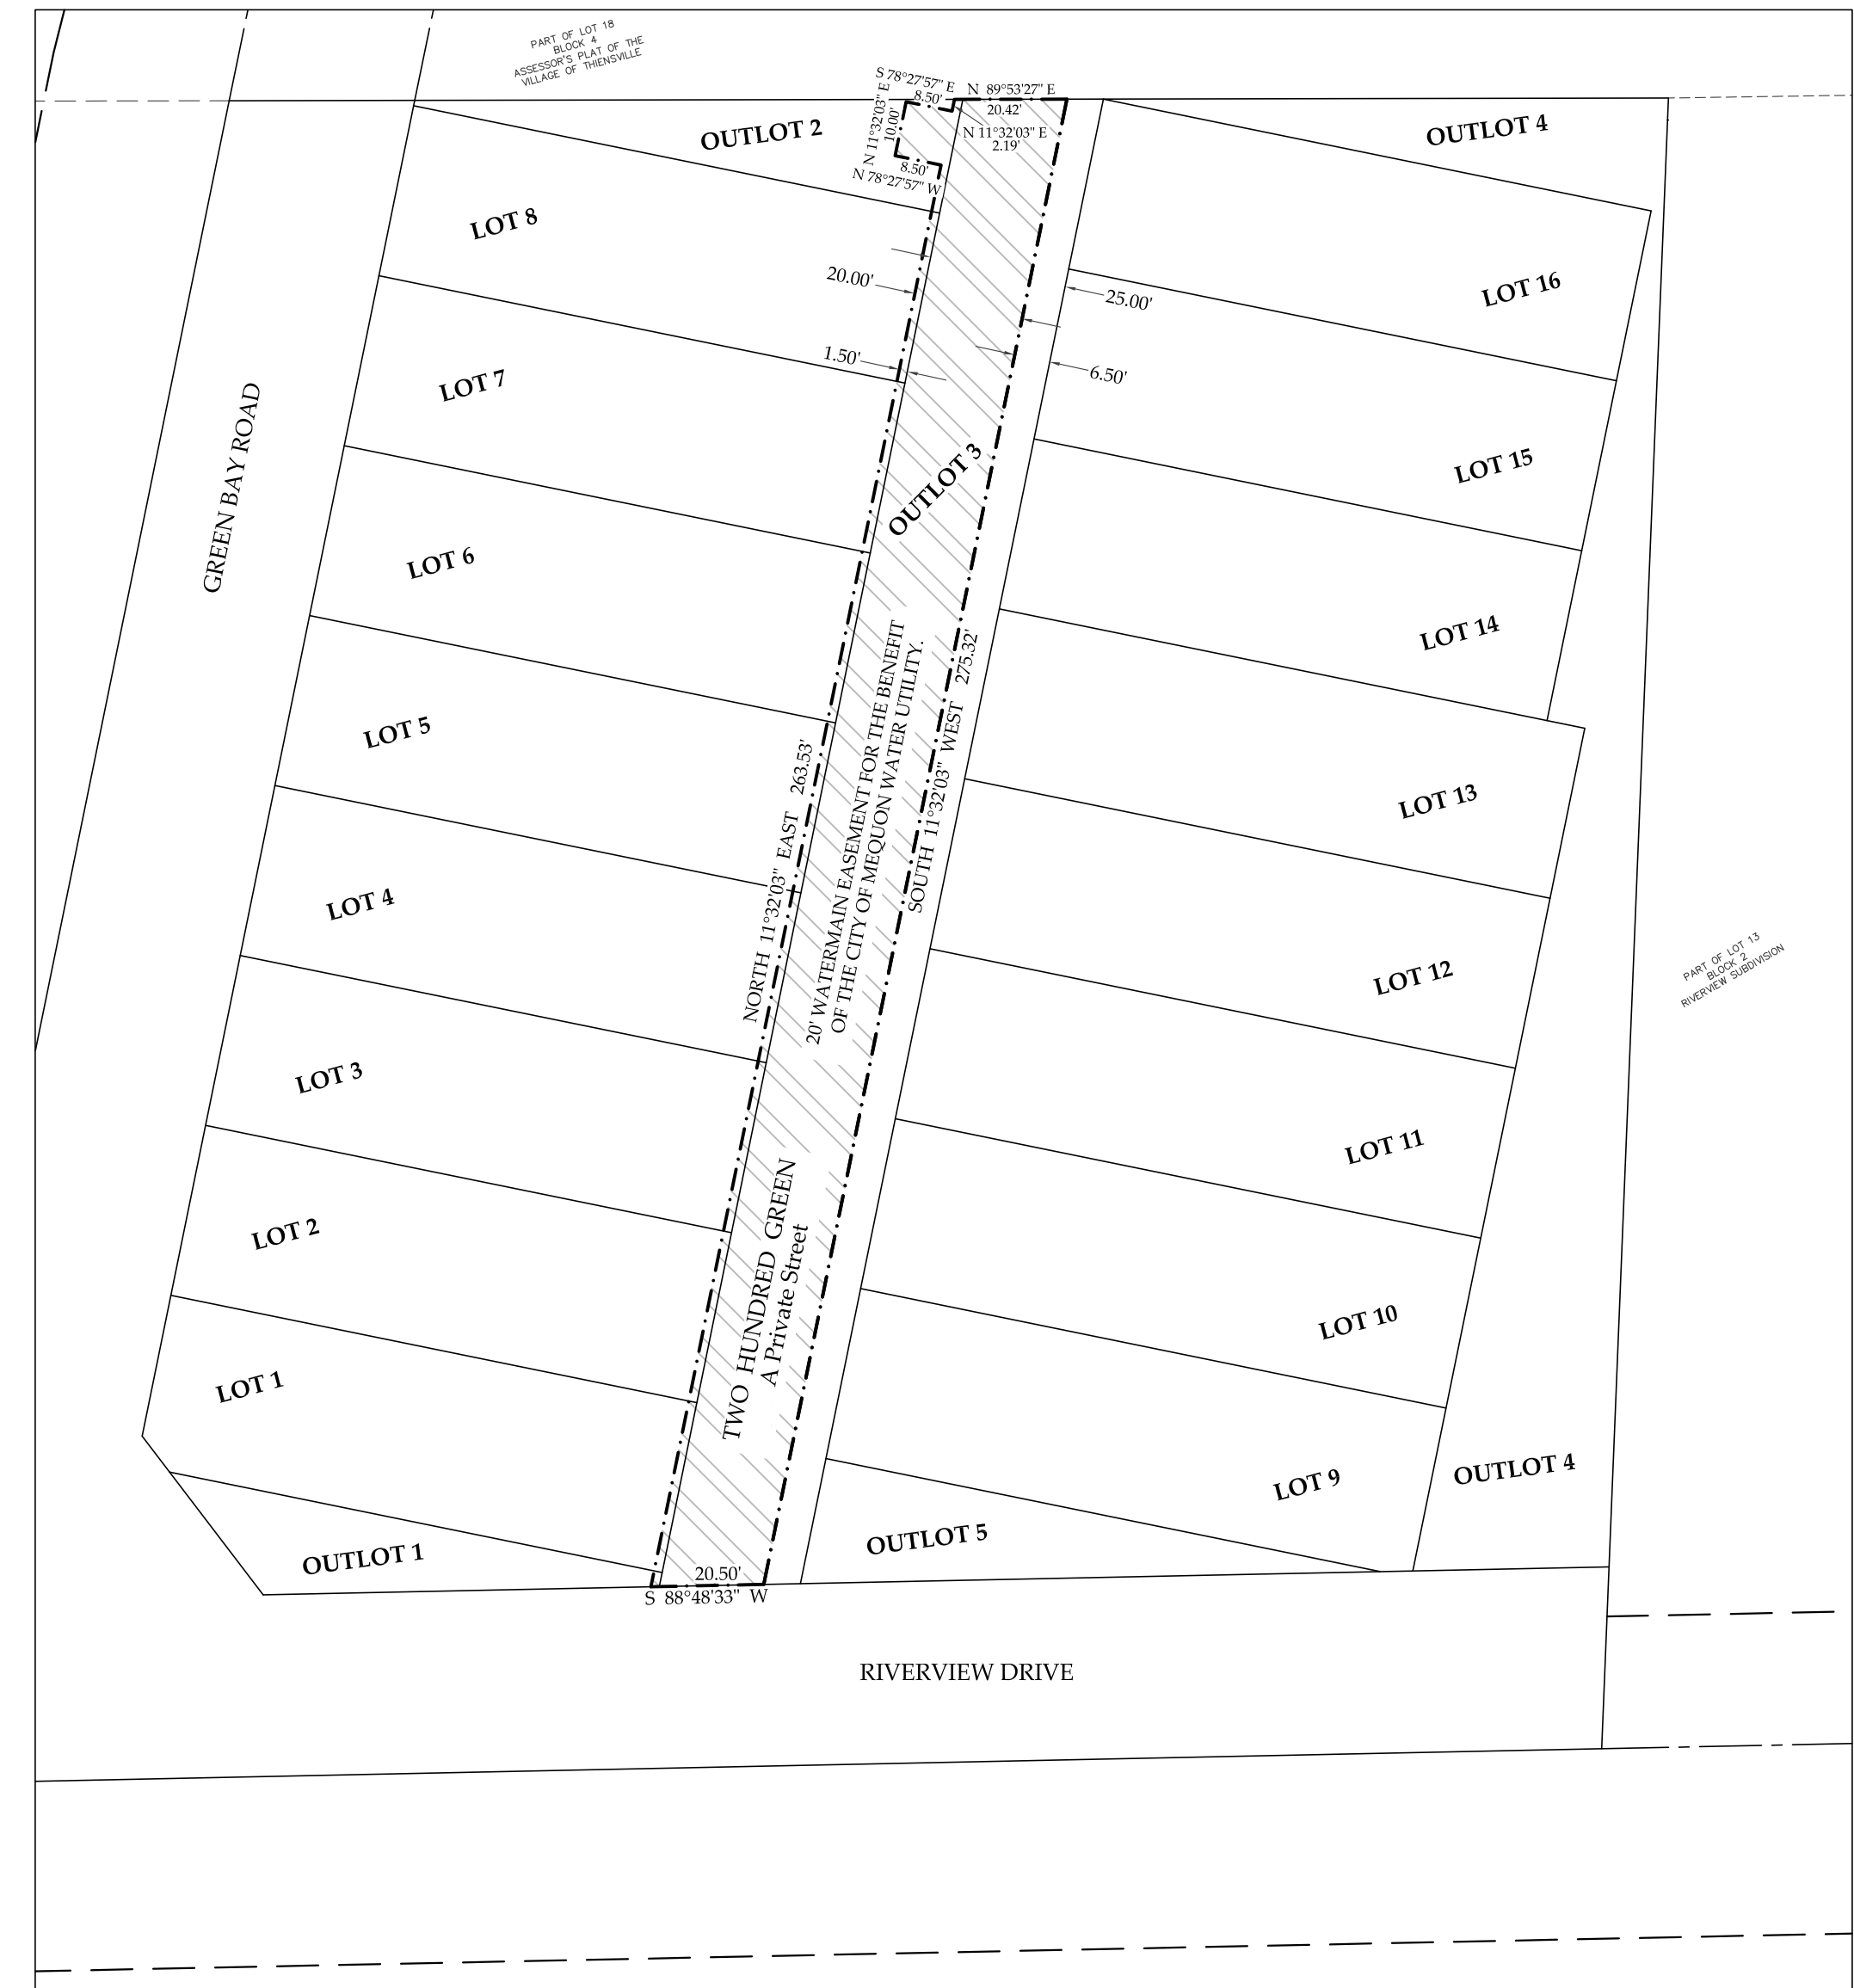 PART OF LOT 18
BLOCK 4
ASSESSOR'S PLAT OF THE
VILLAGE OF THIENSVILLE
S 78°27'57" E
8.50'
N 89°53'27" E
20.42'
N 11°32'03" E
10.00'
N 11°32'03" E
2.19'
8.50'
N 78°27'57" W
OUTLOT 2
OUTLOT 4
LOT 8
20.00'
25.00'
LOT 16
1.50'
6.50'
LOT 7
GREEN BAY ROAD
OUTLOT 3
LOT 15
LOT 6
LOT 14
LOT 5
NORTH 11°32'03" EAST 263.53'
20' WATERMAIN EASEMENT FOR THE BENEFIT
OF THE CITY OF MEQUON WATER UTILITY.
SOUTH 11°32'03" WEST 275.32'
LOT 13
LOT 4
LOT 12
PART OF LOT 13
BLOCK 2
RIVERVIEW SUBDIVISION
LOT 3
LOT 11
LOT 2
TWO HUNDRED GREEN
A Private Street
LOT 10
LOT 1
LOT 9
OUTLOT 4
OUTLOT 1
OUTLOT 5
20.50'
S 88°48'33" W
RIVERVIEW DRIVE